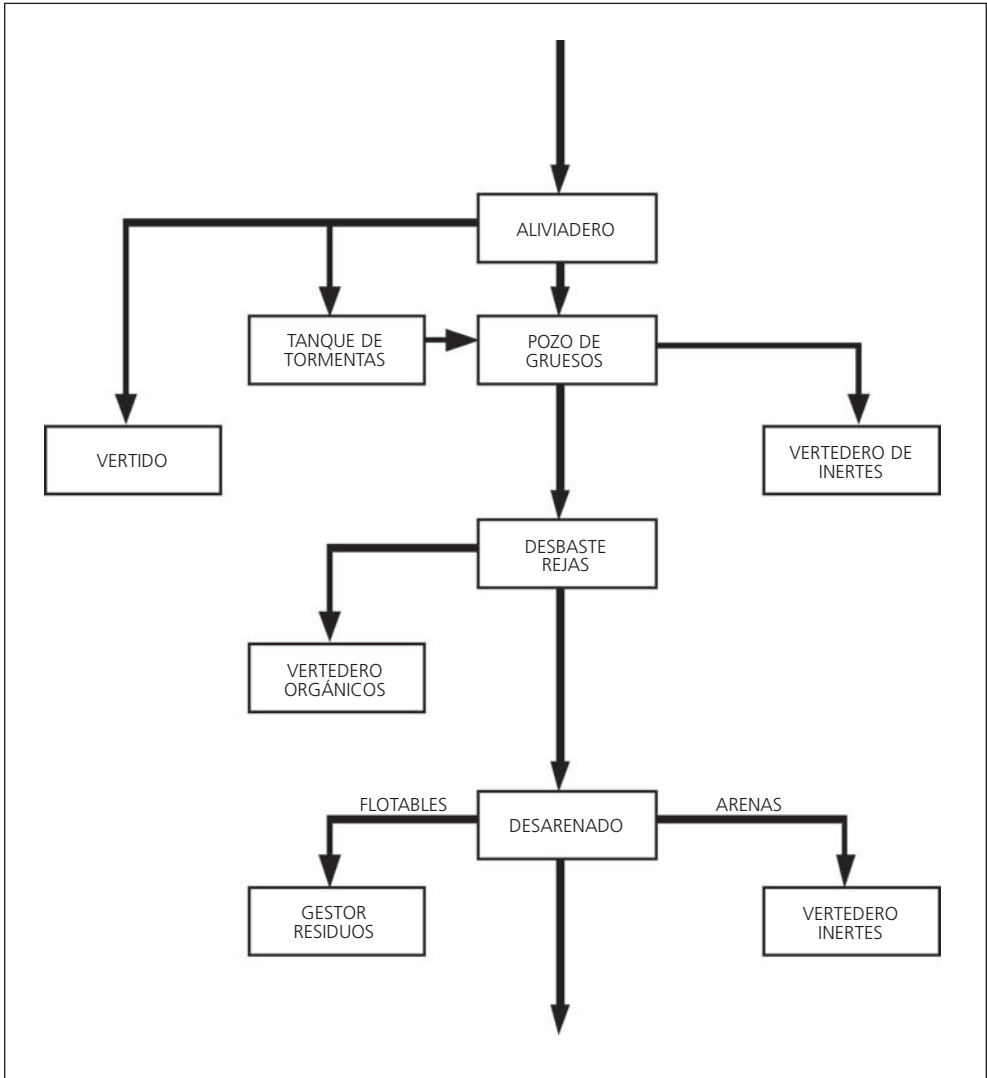 ALIVIADERO
TANQUE DE
TORMENTAS
POZO DE
GRUESOS
VERTIDO
VERTEDERO DE
INERTES
DESBASTE
REJAS
VERTEDERO
ORGÁNICOS
FLOTABLES
ARENAS
DESARENADO
GESTOR
RESIDUOS
VERTEDERO
INERTES